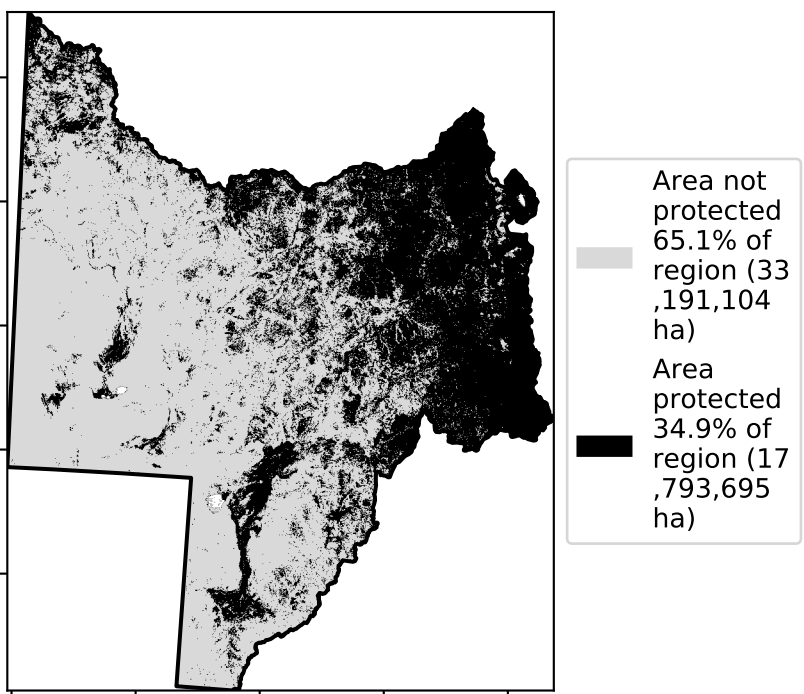 Area not
protected
65.1% of
region (33
,191,104
ha)
Area
protected
34.9% of
region (17
,793,695
ha)